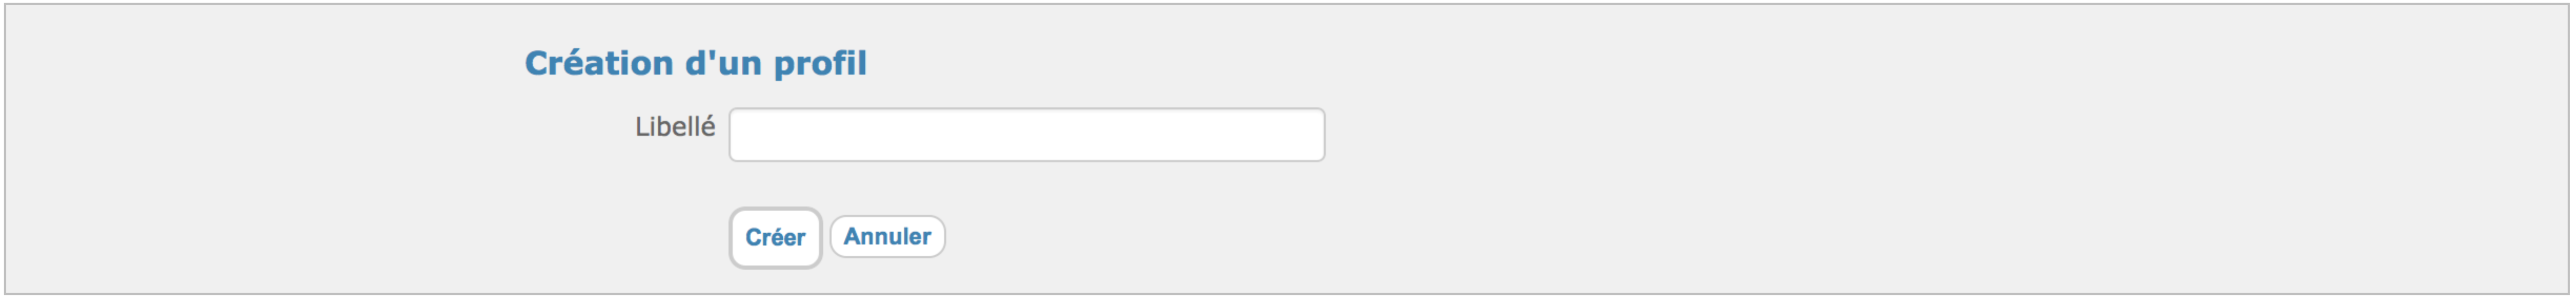 Création d'un profil
Libellé
Créer Annuler